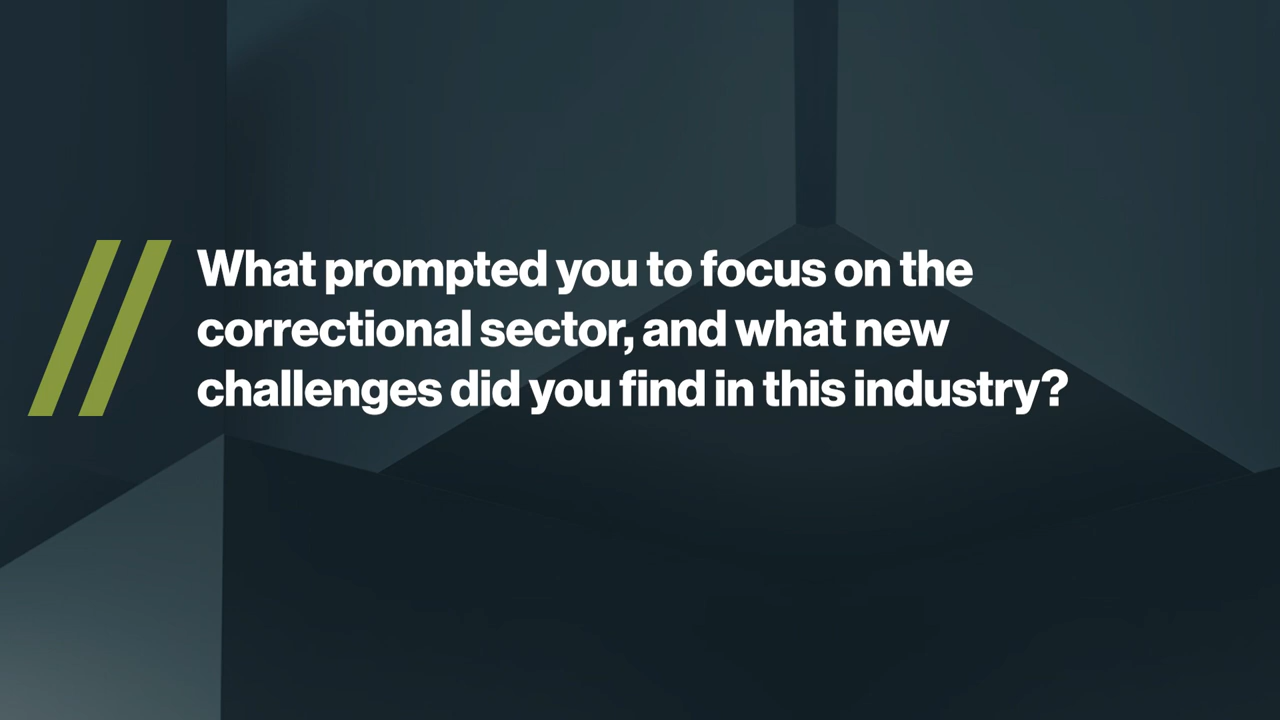 What prompted you to focus on the
correctional sector, and what new
challenges did you find in this industry?